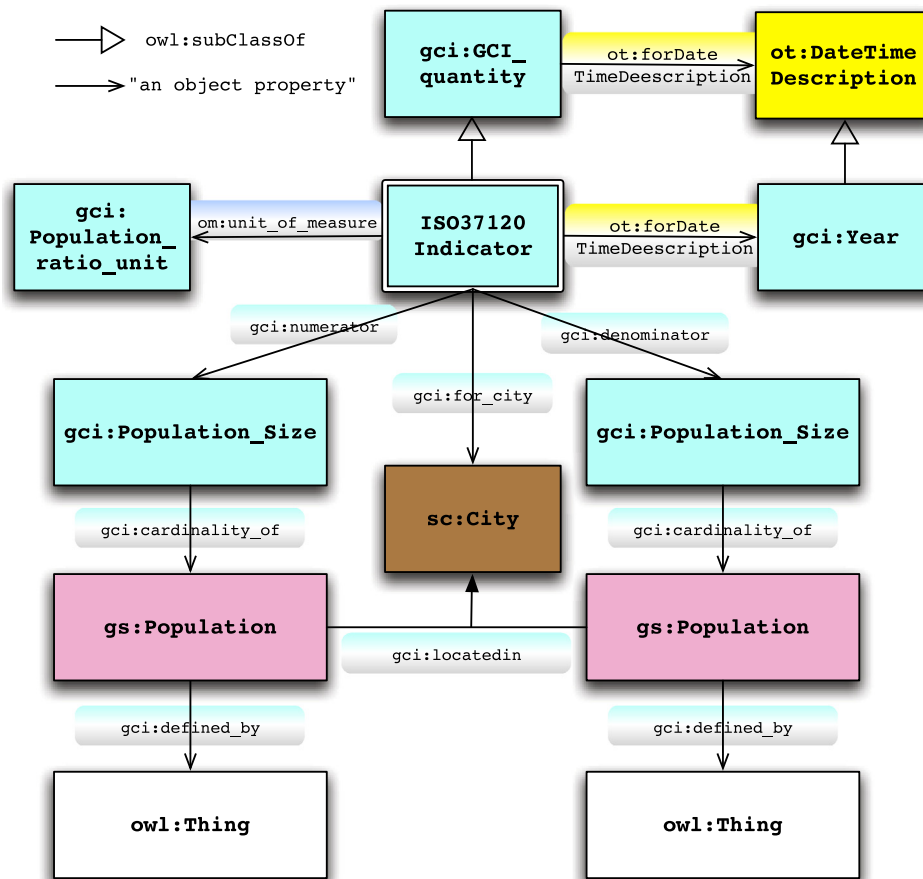 owl:subClassOf
"an object property"
gci:GCI_
quantity
ot:forDate
TimeDeescription
ot:DateTime
Description
gci:
Population_
ratio_unit
om:unit_of_measure
ISO37120
Indicator
ot:forDate
TimeDeescription
gci:Year
gci:numerator
gci:denominator
gci:for_city
gci:Population_Size
gci:Population_Size
sc:City
gci:cardinality_of
gci:cardinality_of
gs:Population
gs:Population
gci:locatedin
gci:defined_by
gci:defined_by
owl:Thing
owl:Thing